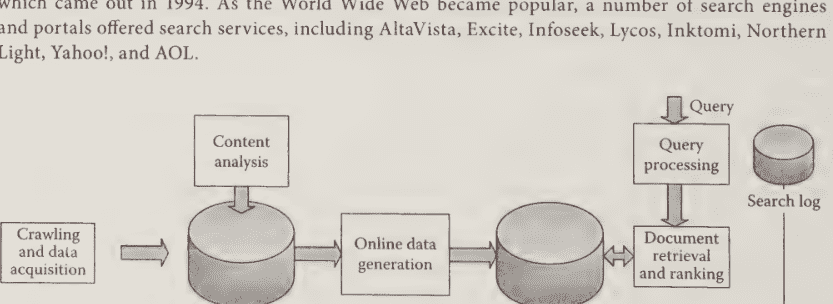 which came out in 1994. As the World Wide Web became popular, a number of search engines
and portals offered search services, including AltaVista, Excite, Infoseek, Lycos, Inktomi, Northern
Light, Yahoo!, and AOL.
Query
Content
analysis
Query
processing
Search log
Crawling
and data
acquisition
Online data
generation
Document
retrieval
and ranking